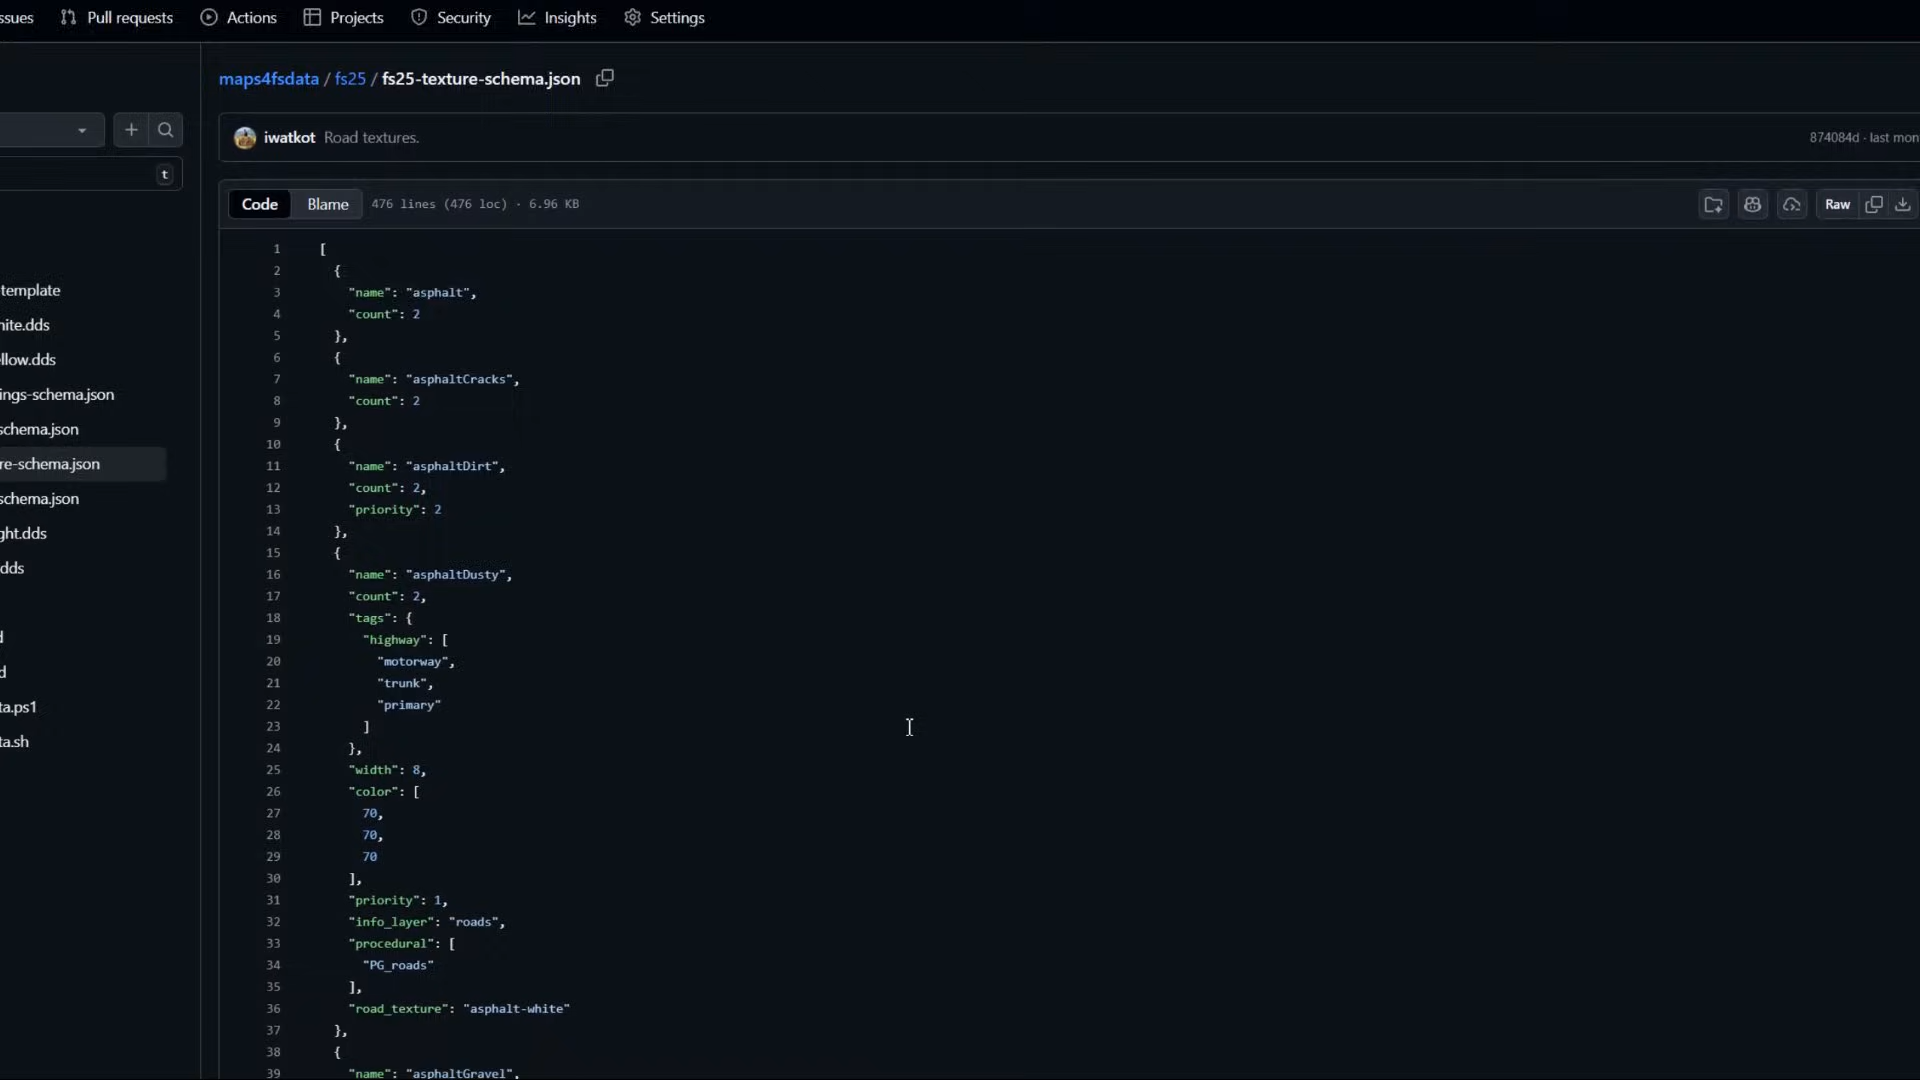 ssues Pull requests Actions Projects Security Insights Settings
maps4fsdata / fs25 / fs25-texture-schema.json
iwatkot Road textures. 874084d · last mon
t
Code Blame 476 lines (476 loc) · 6.96 KB Raw
template
hite.dds
llow.dds
ings-schema.json
schema.json
re-schema.json
schema.json
ght.dds
dds
d
d
ta.ps1
ta.sh
1 [
2 {
3 "name": "asphalt",
4 "count": 2
5 },
6 {
7 "name": "asphaltCracks",
8 "count": 2
9 },
10 {
11 "name": "asphaltDirt",
12 "count": 2,
13 "priority": 2
14 },
15 {
16 "name": "asphaltDusty",
17 "count": 2,
18 "tags": {
19 "highway": [
20 "motorway",
21 "trunk",
22 "primary"
23 ]
24 },
25 "width": 8,
26 "color": [
27 70,
28 70,
29 70
30 ],
31 "priority": 1,
32 "info_layer": "roads",
33 "procedural": [
34 "PG_roads"
35 ],
36 "road_texture": "asphalt-white"
37 },
38 {
39 "name": "asphaltGravel",